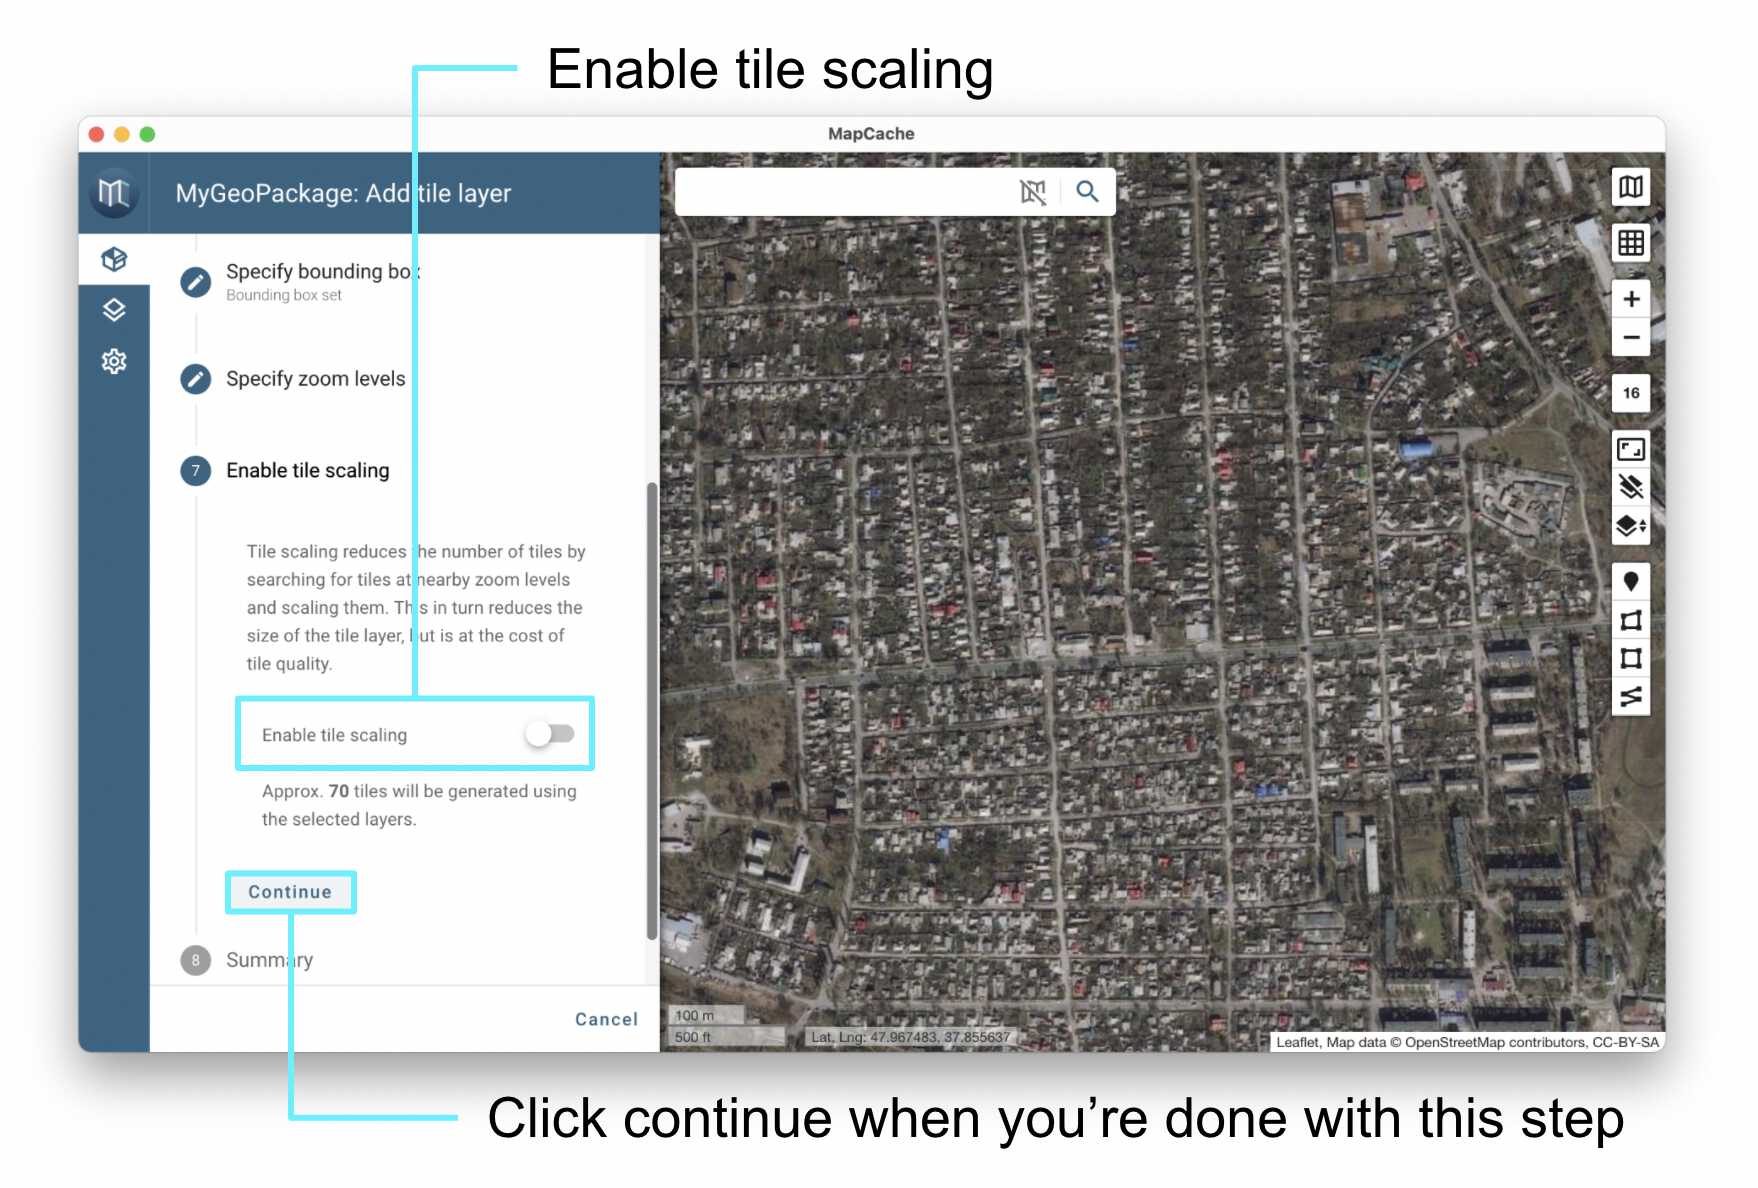 Enable tile scaling
MapCache
MyGeoPackage: Add tile layer
Specify bounding box
Bounding box set
Specify zoom levels
7 Enable tile scaling
Tile scaling reduces the number of tiles by
searching for tiles at nearby zoom levels
and scaling them. This in turn reduces the
size of the tile layer, but is at the cost of
tile quality.
Enable tile scaling
Approx. 70 tiles will be generated using
the selected layers.
Continue
8 Summary
Cancel
16
100 m
500 ft
Lat, Lng: 47.967483, 37.855637
Leaflet, Map data © OpenStreetMap contributors, CC-BY-SA
Click continue when you’re done with this step